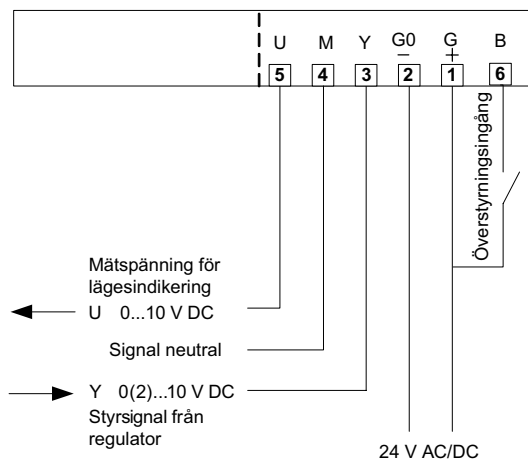 U M Y G0 G B
– +
5 4 3 2 1 6
Överstyrningsingång
Mätspänning för
lägesindikering
U 0...10 V DC
Signal neutral
Y 0(2)...10 V DC
Styrsignal från
regulator
24 V AC/DC